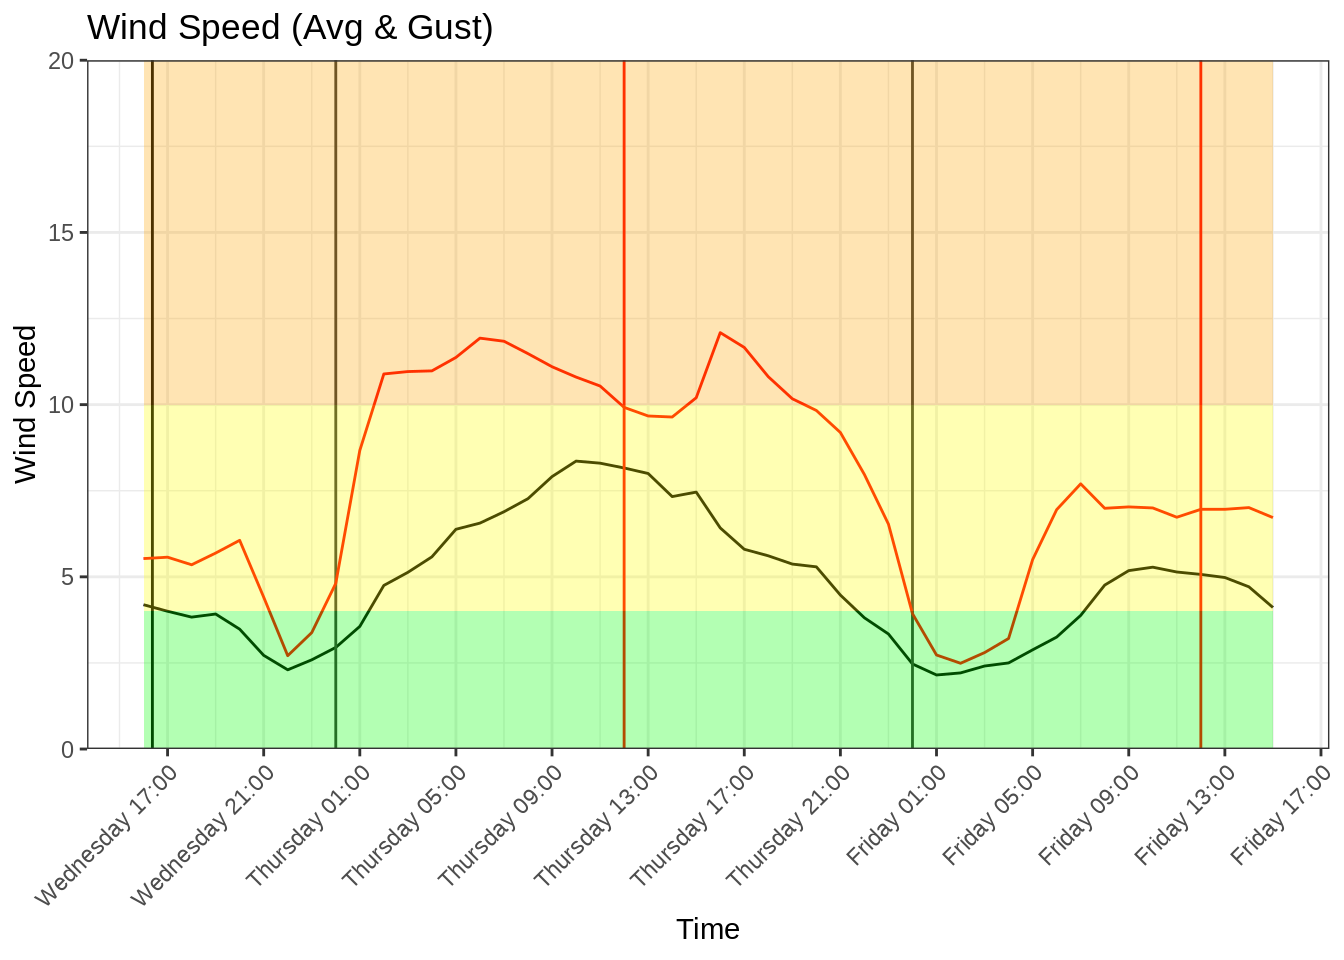 Wind Speed (Avg & Gust)
20
15
10
5
0
Wind Speed
Wednesday 17:00
Wednesday 21:00
Thursday 01:00
Thursday 05:00
Thursday 09:00
Thursday 13:00
Thursday 17:00
Thursday 21:00
Friday 01:00
Friday 05:00
Friday 09:00
Friday 13:00
Friday 17:00
Time